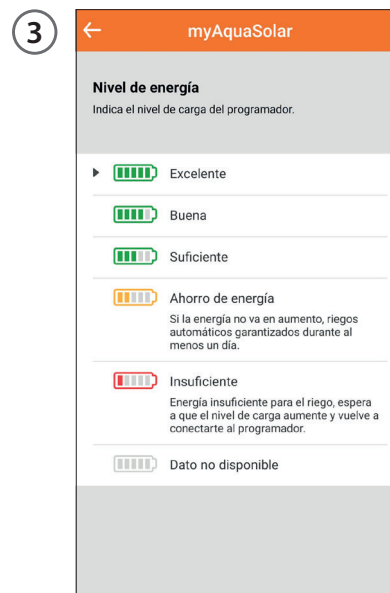 3
myAquaSolar
Nivel de energía
Indica el nivel de carga del programador.
Excelente
Buena
Suficiente
Ahorro de energía
Si la energía no va en aumento, riegos
automáticos garantizados durante al
menos un día.
Insuficiente
Energía insuficiente para el riego, espera
a que el nivel de carga aumente y vuelve a
conectarte al programador.
Dato no disponible